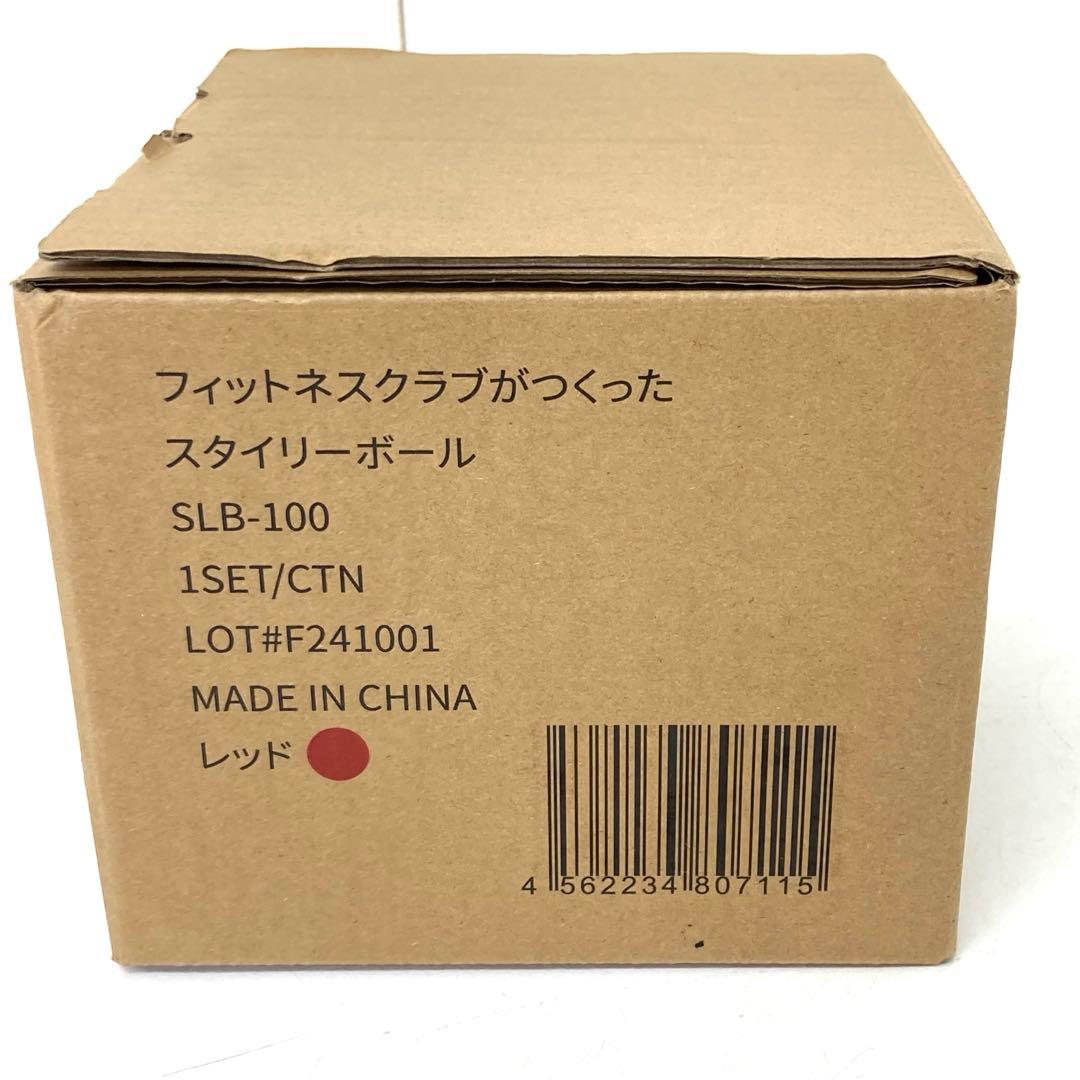 フィットネスクラブがつくった
スタイリーボール
SLB-100
1SET/CTN
LOT#F241001
MADE IN CHINA
レッド
4 562234 807115